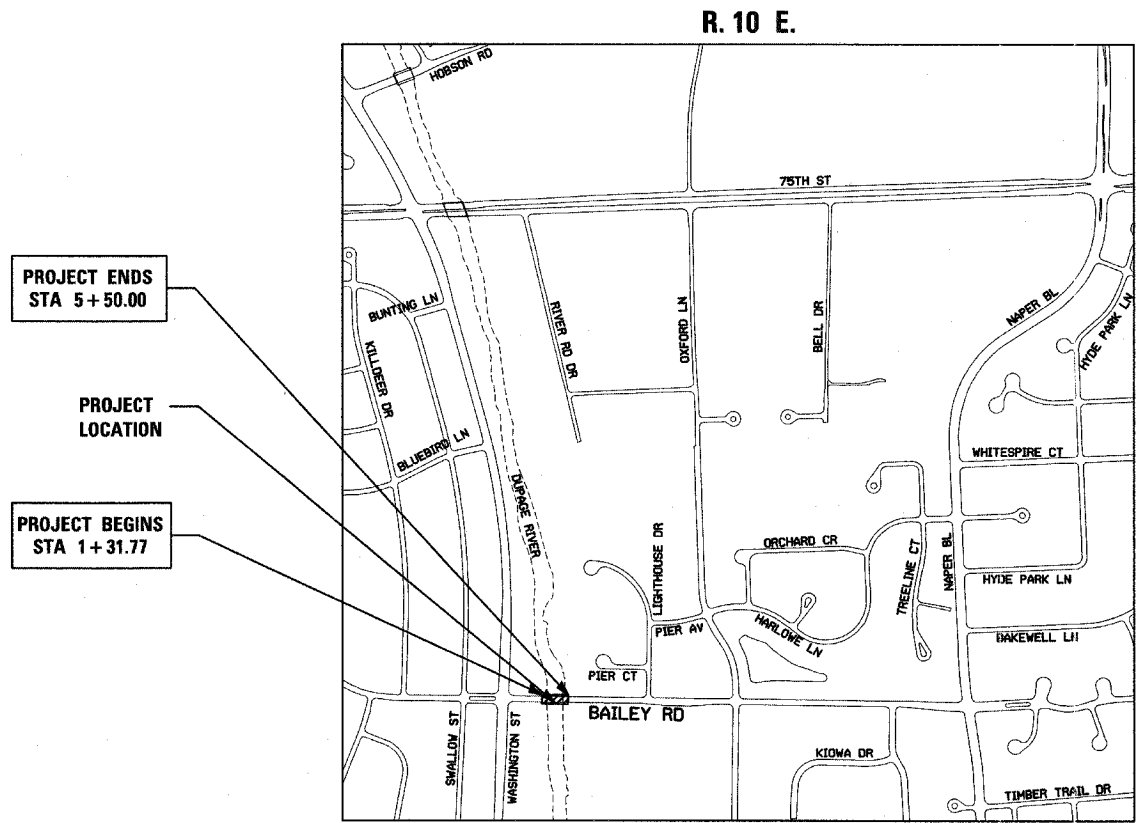 R. 10 E.
HOBSON RD
75TH ST
PROJECT ENDS
STA 5+50.00
BUNTING LN
RIVER RD DR
OXFORD LN
BELL DR
NAPER BL
HYDE PARK LN
KILLDEER DR
PROJECT
LOCATION
BLUEBIRD LN
WHITESPIRE CT
DUPAGE RIVER
PROJECT BEGINS
STA 1+31.77
LIGHTHOUSE DR
ORCHARD CR
TREELINE CT
NAPER BL
HYDE PARK LN
PIER AV
HARLOWE LN
BAKEWELL LN
PIER CT
BAILEY RD
SWALLOW ST
WASHINGTON ST
KIOWA DR
TIMBER TRAIL DR